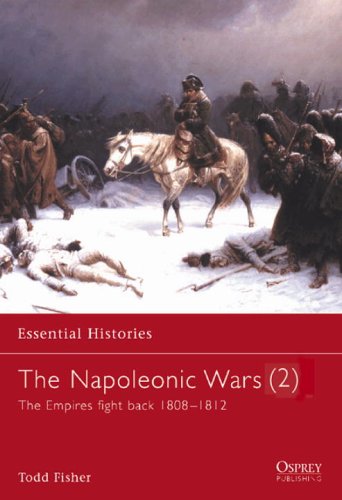 Essential Histories
The Napoleonic Wars (2)
The Empires fight back 1808–1812
Todd Fisher
OSPREY
PUBLISHING